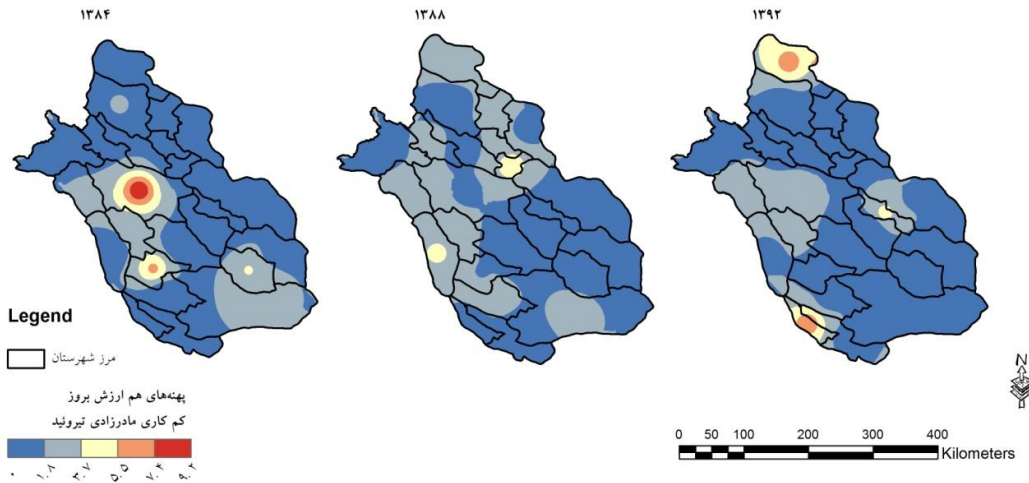 ۱۳۸۴
۱۳۸۸
۱۳۹۲
Legend
مرز شهرستان
پهنه‌های هم ارزش بروز
کم کاری مادرزادی تیروئید
۰
۱.۸
۳.۷
۵.۵
۷.۴
۹.۲
N
0 50 100 200 300 400
Kilometers